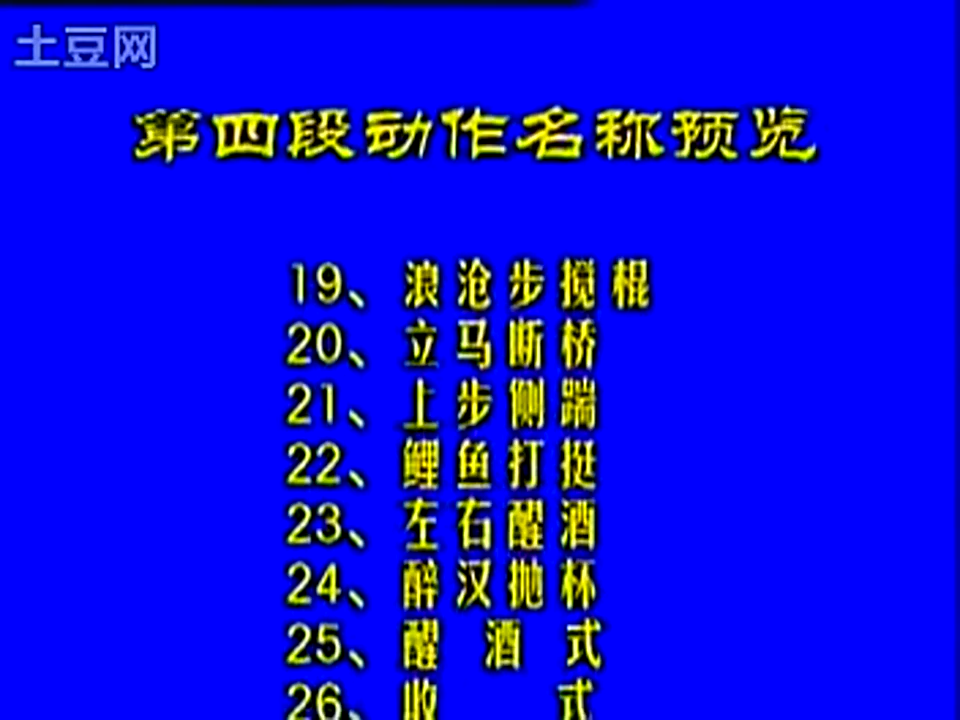 土豆网
第四段动作名称预览
19、浪沧步搅棍
20、立马断桥
21、上步侧踹
22、鲤鱼打挺
23、左右醒酒
24、醉汉抛杯
25、醒 酒 式
26、收 式